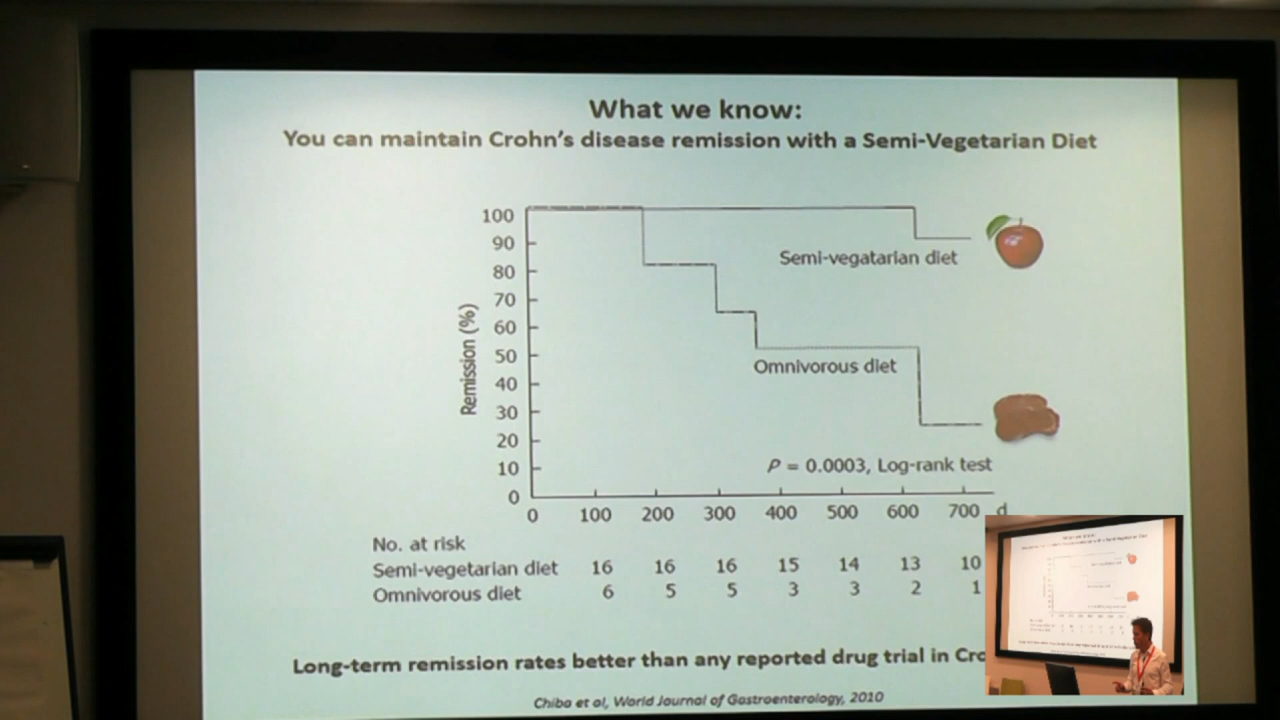 What we know:
You can maintain Crohn's disease remission with a Semi-Vegetarian Diet
Remission (%)
100
90
80
70
60
50
40
30
20
10
0
Semi-vegatarian diet
Omnivorous diet
P = 0.0003, Log-rank test
0 100 200 300 400 500 600 700 d
No. at risk
Semi-vegetarian diet 16 16 16 15 14 13 10
Omnivorous diet 6 5 5 3 3 2 1
Long-term remission rates better than any reported drug trial in Cro
Chiba et al, World Journal of Gastroenterology, 2010